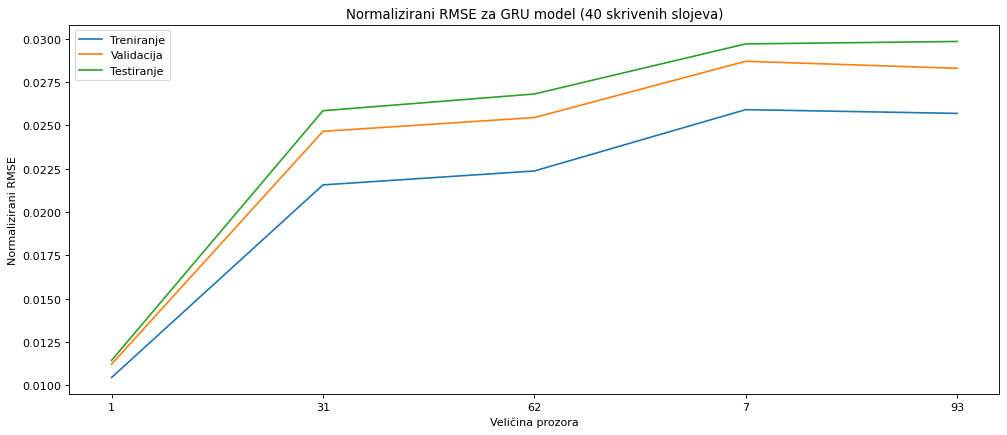 Normalizirani RMSE za GRU model (40 skrivenih slojeva)
Treniranje
Validacija
Testiranje
Normalizirani RMSE
0.0300
0.0275
0.0250
0.0225
0.0200
0.0175
0.0150
0.0125
0.0100
1 31 62 7 93
Veličina prozora